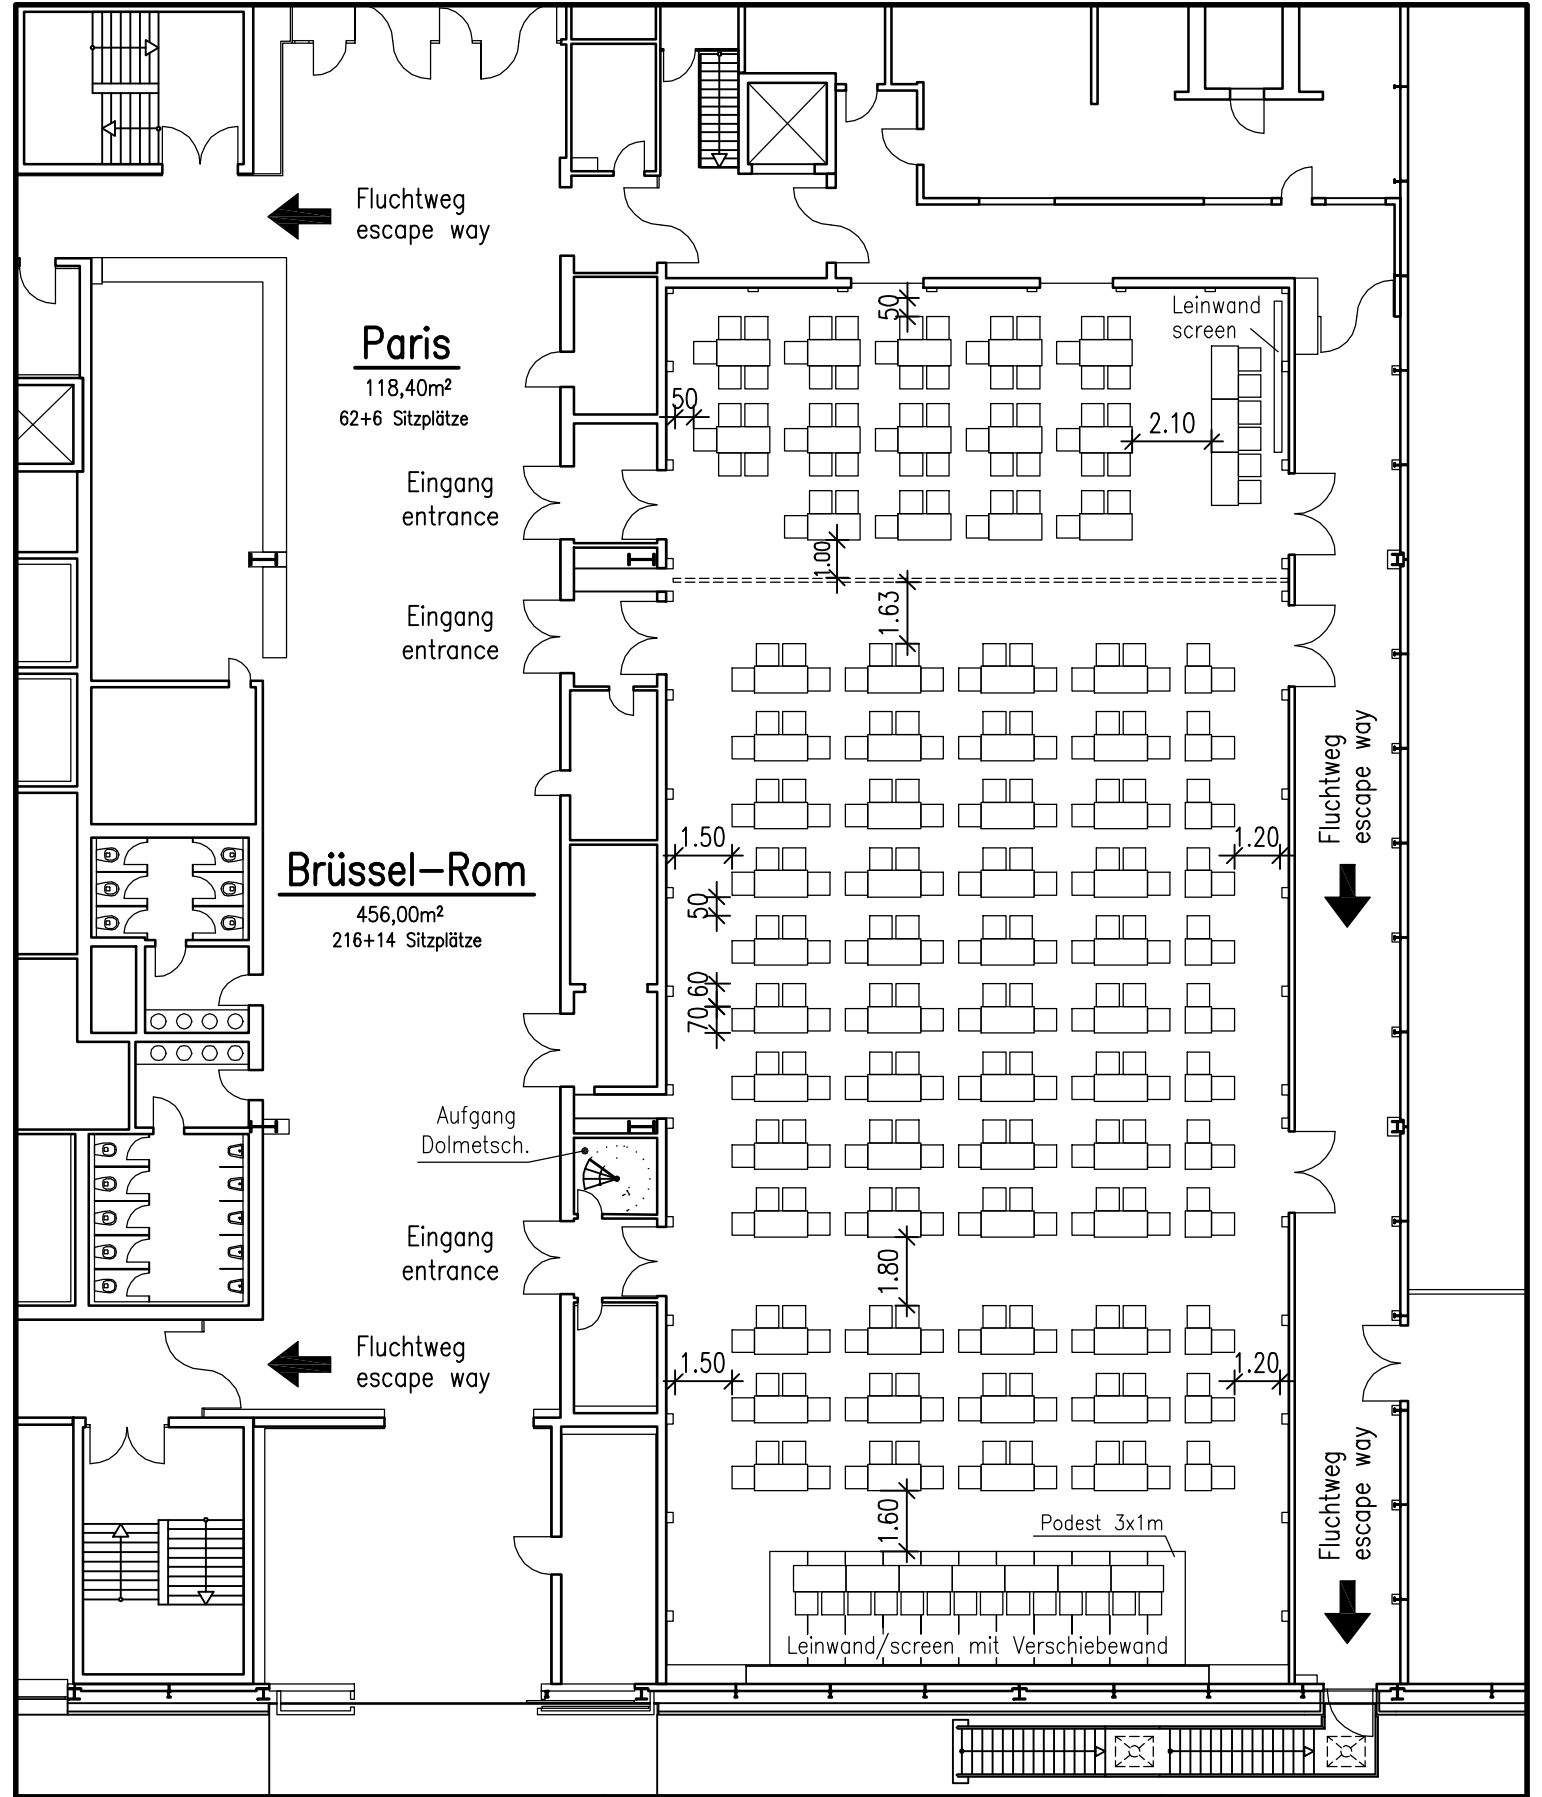 Fluchtweg
escape way
Paris
118,40m²
62+6 Sitzplätze
Eingang
entrance
Eingang
entrance
Brüssel–Rom
456,00m²
216+14 Sitzplätze
Aufgang
Dolmetsch.
Eingang
entrance
Fluchtweg
escape way
50
Leinwand
screen
50
2.10
1.00
1.63
1.50
1.20
50
60
70
1.80
1.50
1.20
1.60
Podest 3x1m
Leinwand/screen mit Verschiebewand
Fluchtweg
escape way
Fluchtweg
escape way